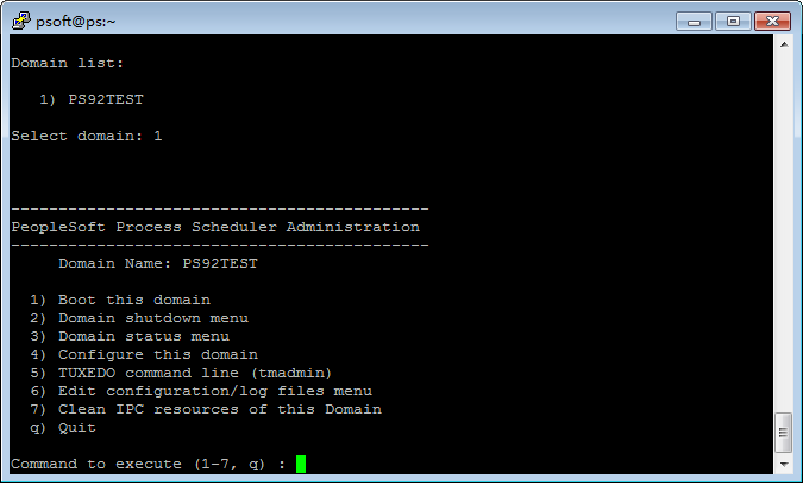 psoft@ps:~
Domain list:
1) PS92TEST
Select domain: 1
--------------------------------------------
PeopleSoft Process Scheduler Administration
--------------------------------------------
Domain Name: PS92TEST
1) Boot this domain
2) Domain shutdown menu
3) Domain status menu
4) Configure this domain
5) TUXEDO command line (tmadmin)
6) Edit configuration/log files menu
7) Clean IPC resources of this Domain
q) Quit
Command to execute (1-7, q) :